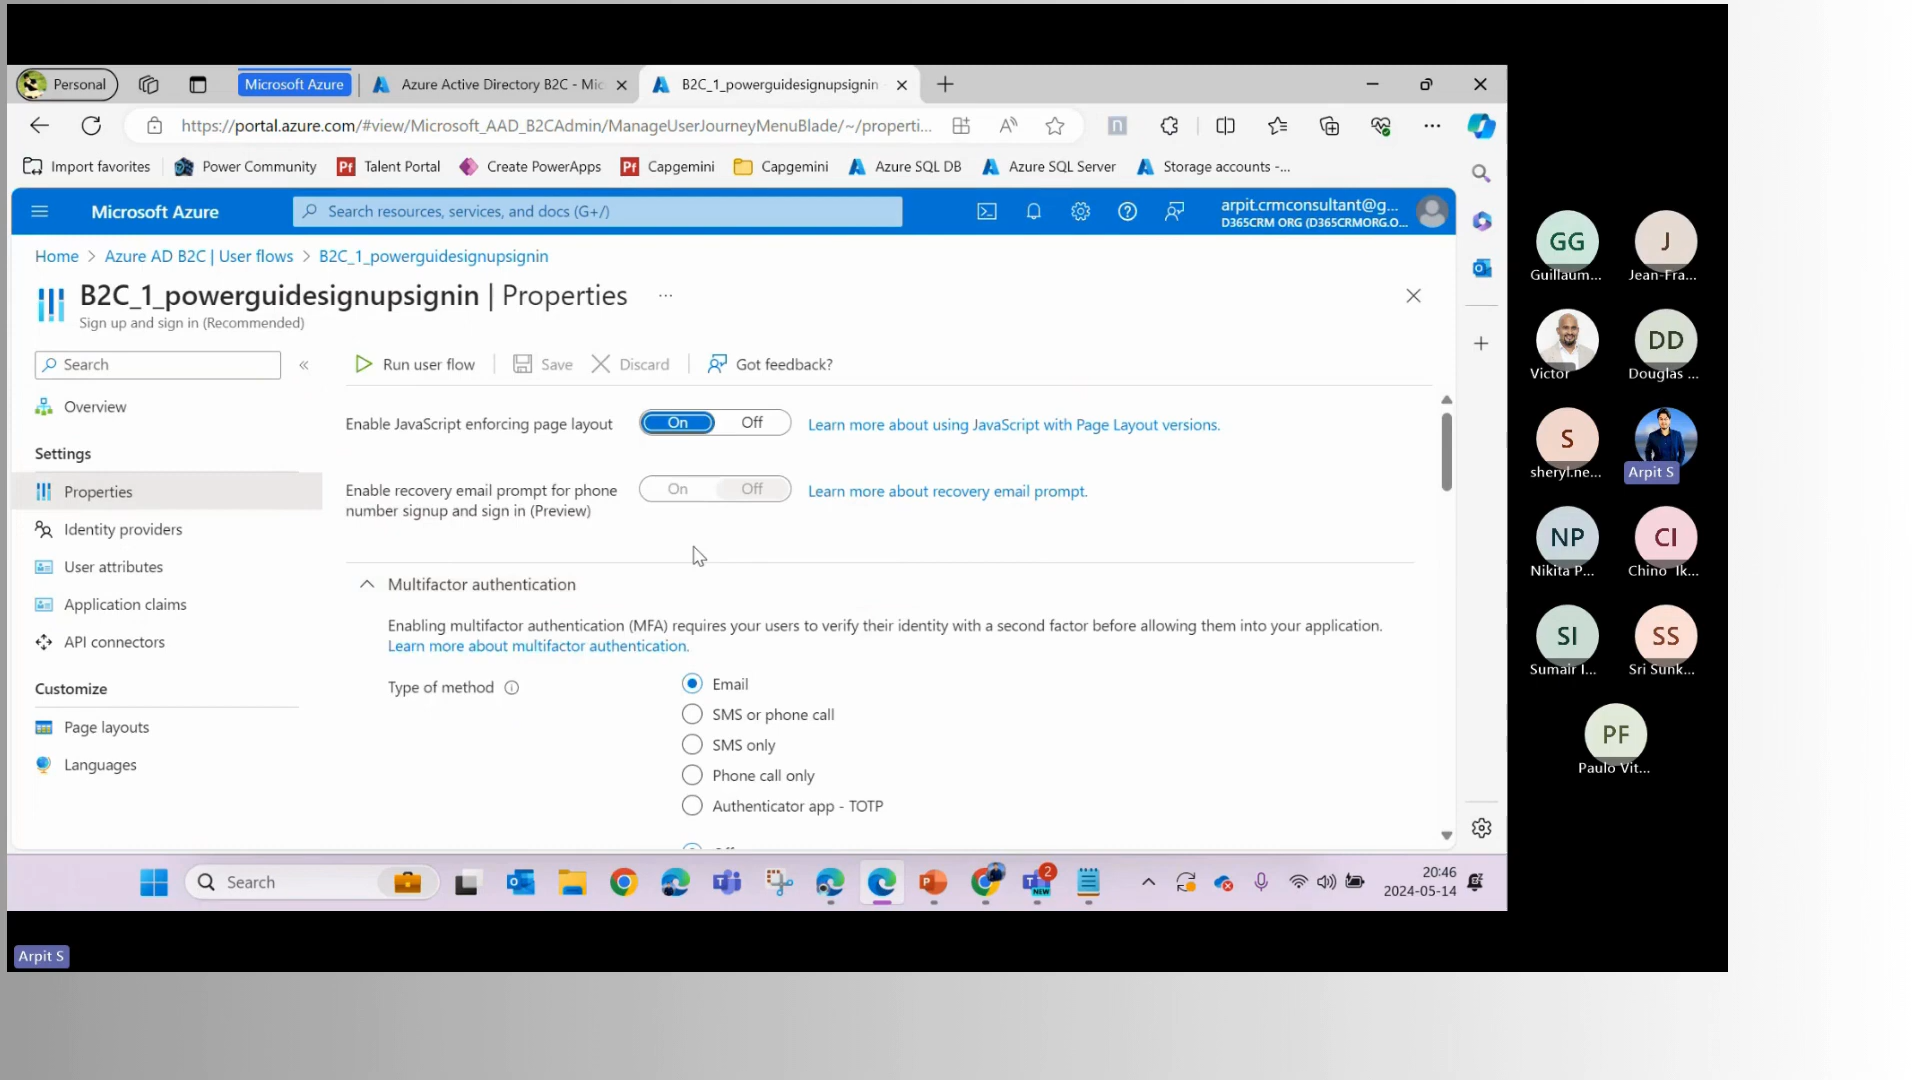 Personal
Microsoft Azure
Azure Active Directory B2C - Mic
B2C_1_powerguidesignupsignin
https://portal.azure.com/#view/Microsoft_AAD_B2CAdmin/ManageUserJourneyMenuBlade/~/properti...
Import favorites
Power Community
Talent Portal
Create PowerApps
Capgemini
Capgemini
Azure SQL DB
Azure SQL Server
Storage accounts -...
Microsoft Azure
Search resources, services, and docs (G+/)
arpit.crmconsultant@g...
D365CRM ORG (D365CRMORG.O...
Home > Azure AD B2C | User flows > B2C_1_powerguidesignupsignin
B2C_1_powerguidesignupsignin | Properties ...
Sign up and sign in (Recommended)
Search
Overview
Settings
Properties
Identity providers
User attributes
Application claims
API connectors
Customize
Page layouts
Languages
Run user flow
Save
Discard
Got feedback?
Enable JavaScript enforcing page layout
On
Off
Learn more about using JavaScript with Page Layout versions.
Enable recovery email prompt for phone
number signup and sign in (Preview)
On
Off
Learn more about recovery email prompt.
Multifactor authentication
Enabling multifactor authentication (MFA) requires your users to verify their identity with a second factor before allowing them into your application.
Learn more about multifactor authentication.
Type of method
Email
SMS or phone call
SMS only
Phone call only
Authenticator app - TOTP
Search
2
NEW
20:46
2024-05-14
GG
Guillaum...
J
Jean-Fra...
Victor
DD
Douglas ...
S
sheryl.ne...
Arpit S
NP
Nikita P...
CI
Chino Ik...
SI
Sumair I...
SS
Sri Sunk...
PF
Paulo Vit...
Arpit S